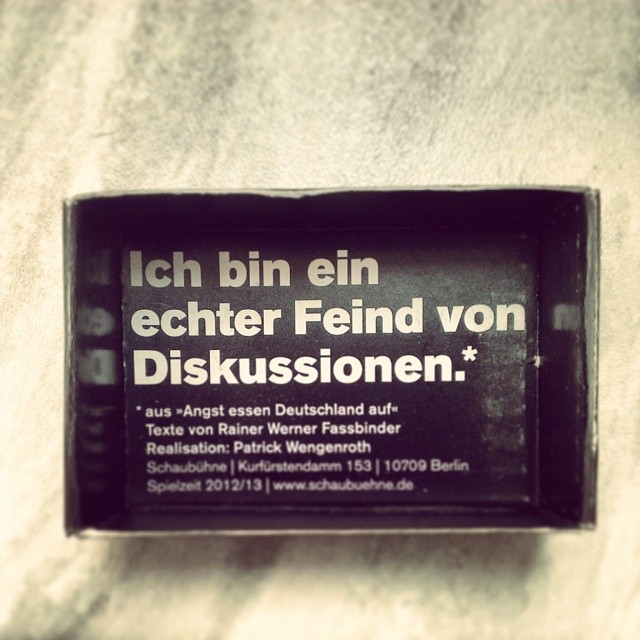 Ich bin ein
echter Feind von
Diskussionen.*
* aus »Angst essen Deutschland auf«
Texte von Rainer Werner Fassbinder
Realisation: Patrick Wengenroth
Schaubühne | Kurfürstendamm 153 | 10709 Berlin
Spielzeit 2012/13 | www.schaubuehne.de